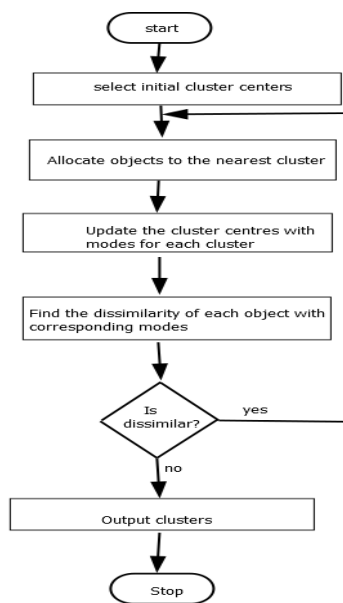 start
select initial cluster centers
Allocate objects to the nearest cluster
Update the cluster centres with
modes for each cluster
Find the dissimilarity of each object with
corresponding modes
Is
dissimilar?
yes
no
Output clusters
Stop